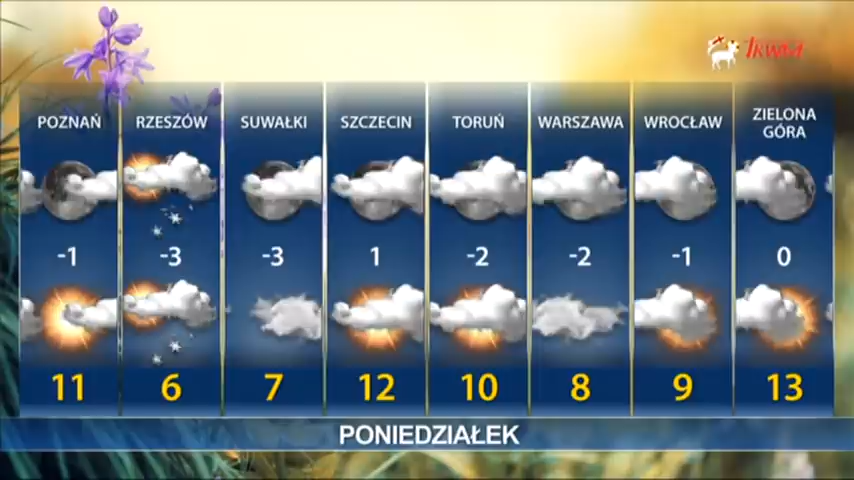 TRWAM
POZNAŃ
RZESZÓW
SUWAŁKI
SZCZECIN
TORUŃ
WARSZAWA
WROCŁAW
ZIELONA
GÓRA
-1
-3
-3
1
-2
-2
-1
0
11
6
7
12
10
8
9
13
PONIEDZIAŁEK